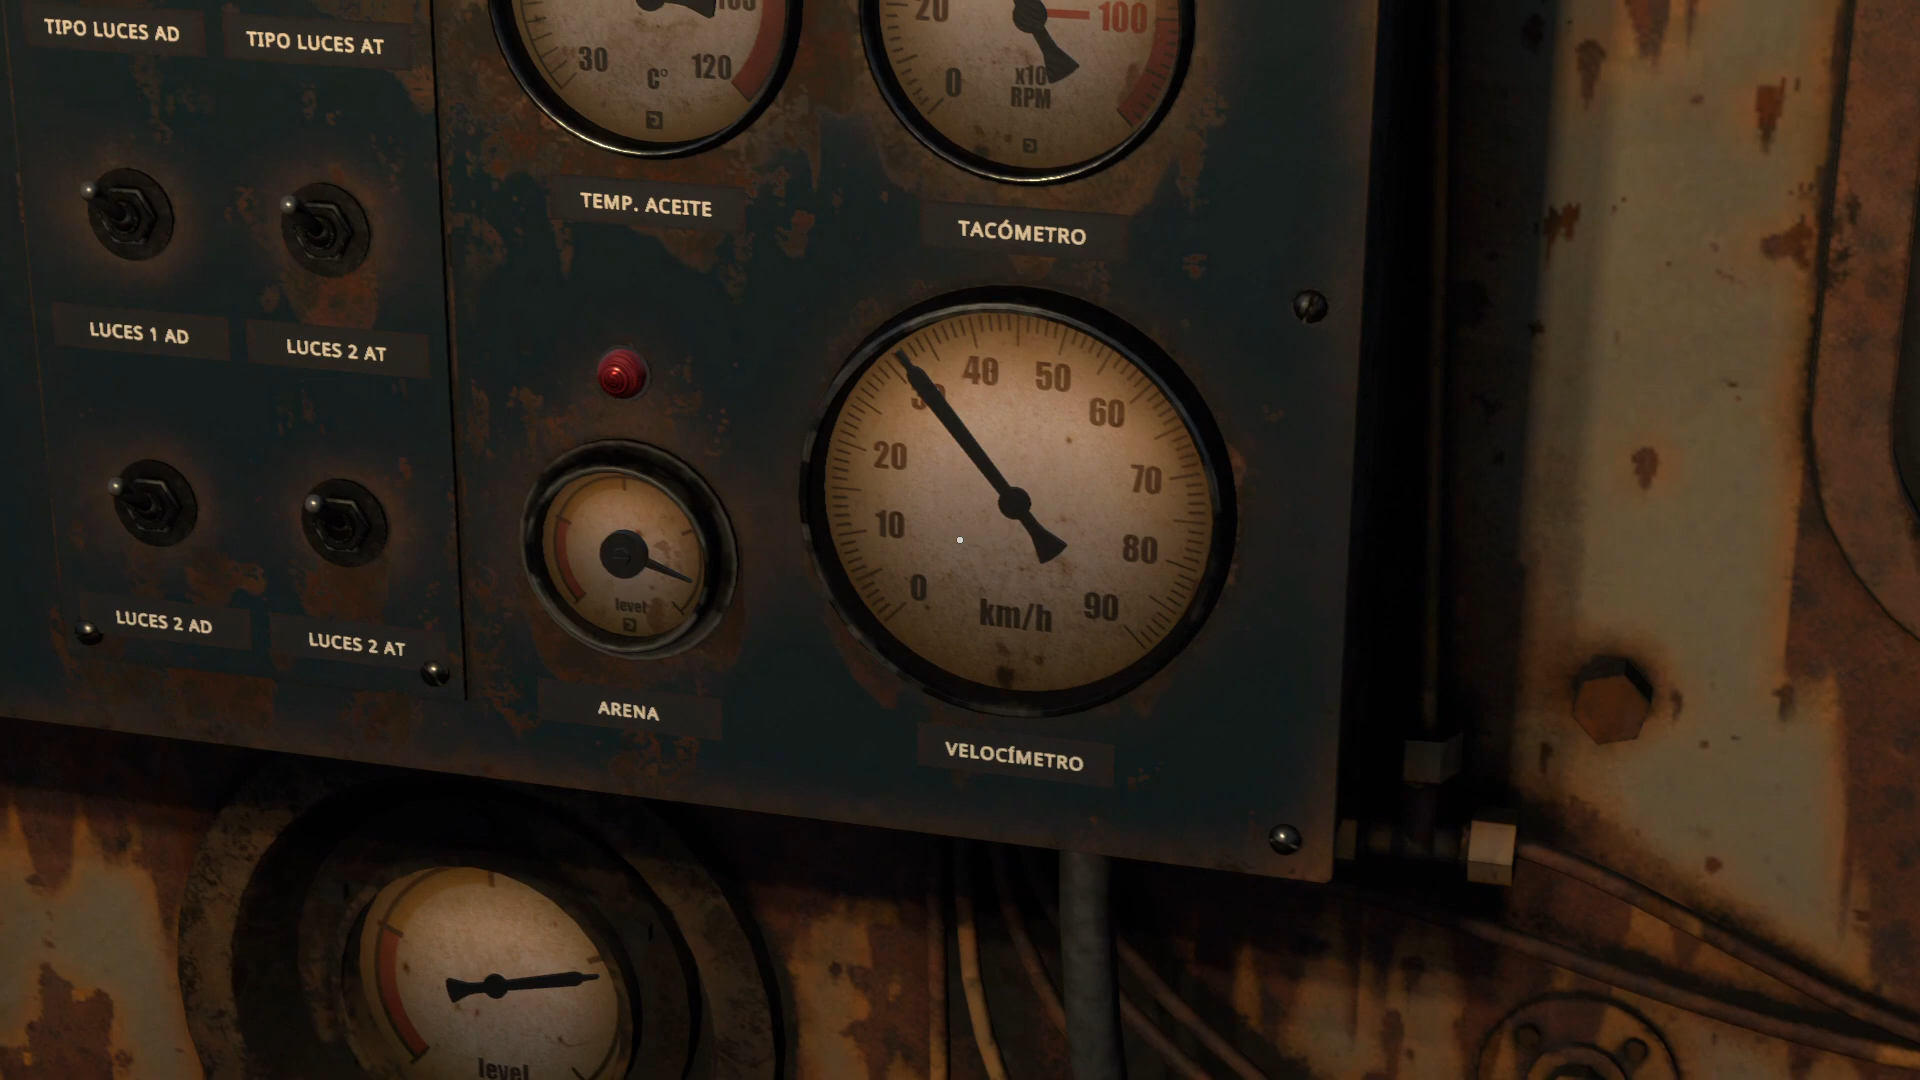 TIPO LUCES AD
TIPO LUCES AT
30
120
C°
20
100
0
x10
RPM
TEMP. ACEITE
TACÓMETRO
LUCES 1 AD
LUCES 2 AT
40
50
30
60
20
70
10
80
0
90
km/h
level
LUCES 2 AD
LUCES 2 AT
ARENA
VELOCÍMETRO
level